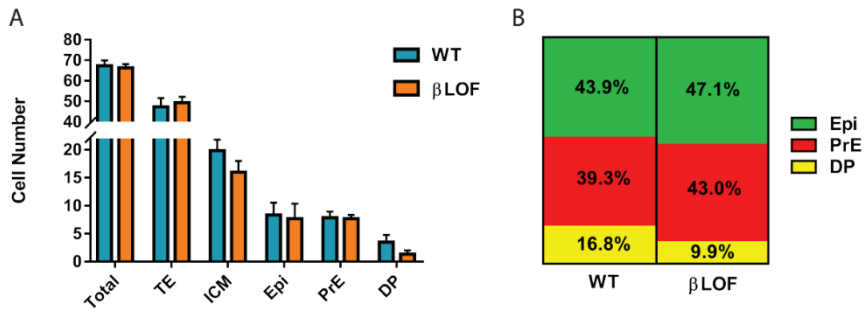 A
Cell Number
80
70
60
50
40
20
15
10
5
0
Total
TE
ICM
Epi
PrE
DP
WT
βLOF
B
43.9%
47.1%
39.3%
43.0%
16.8%
9.9%
WT
βLOF
Epi
PrE
DP